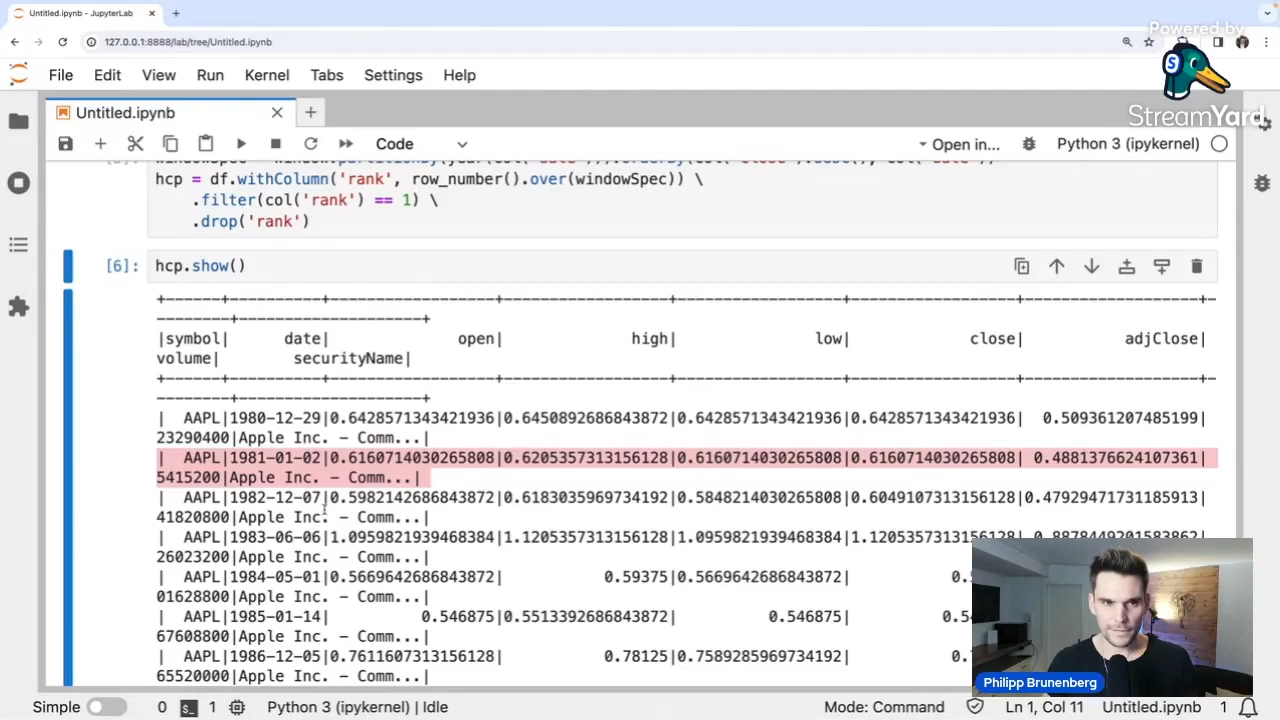 Untitled.ipynb - JupyterLab
127.0.0.1:8888/lab/tree/Untitled.ipynb
Powered by
StreamYard
File Edit View Run Kernel Tabs Settings Help
Untitled.ipynb
Code
Open in...
Python 3 (ipykernel)
hcp = df.withColumn('rank', row_number().over(windowSpec)) \
.filter(col('rank') == 1) \
.drop('rank')
[6]: hcp.show()
+-------+----------+------------------+------------------+------------------+------------------+------------------+-
--------+--------------------+
|symbol| date| open| high| low| close| adjClose|
volume| securityName|
+-------+----------+------------------+------------------+------------------+------------------+------------------+-
--------+--------------------+
| AAPL|1980-12-29|0.6428571343421936|0.6450892686843872|0.6428571343421936|0.6428571343421936| 0.509361207485199|
23290400|Apple Inc. - Comm...|
| AAPL|1981-01-02|0.6160714030265808|0.6205357313156128|0.6160714030265808|0.6160714030265808| 0.4881376624107361|
5415200|Apple Inc. - Comm...|
| AAPL|1982-12-07|0.5982142686843872|0.6183035969734192|0.5848214030265808|0.6049107313156128|0.47929471731185913|
41820800|Apple Inc. - Comm...|
| AAPL|1983-06-06|1.0959821939468384|1.1205357313156128|1.0959821939468384|1.1205357313156128| 0.8878449201583862|
26023200|Apple Inc. - Comm...|
| AAPL|1984-05-01|0.5669642686843872| 0.59375|0.5669642686843872|
01628800|Apple Inc. - Comm...|
| AAPL|1985-01-14| 0.546875|0.5513392686843872| 0.546875|
67608800|Apple Inc. - Comm...|
| AAPL|1986-12-05|0.7611607313156128| 0.78125|0.7589285969734192|
65520000|Apple Inc. - Comm...|
Philipp Brunenberg
Simple 0 1 Python 3 (ipykernel) | Idle Mode: Command Ln 1, Col 11 Untitled.ipynb 1